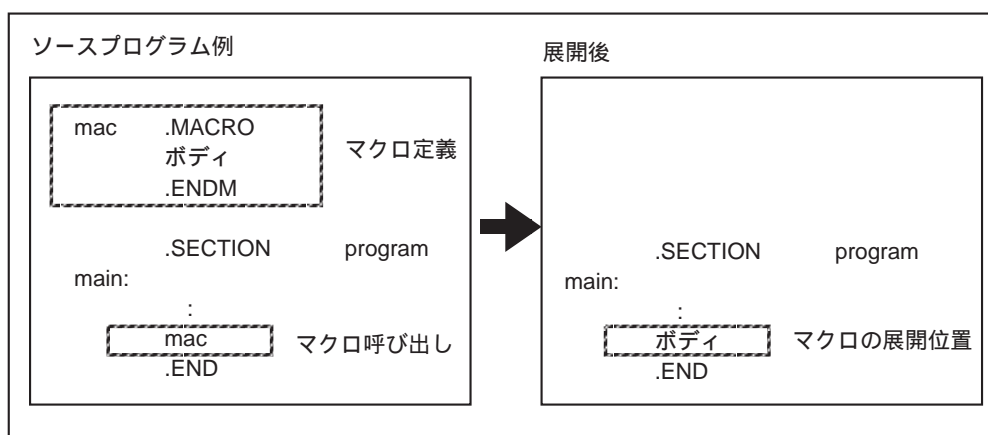 ソースプログラム例
mac .MACRO
ボディ マクロ定義
.ENDM
.SECTION program
main:
:
mac マクロ呼び出し
.END
展開後
.SECTION program
main:
:
ボディ マクロの展開位置
.END